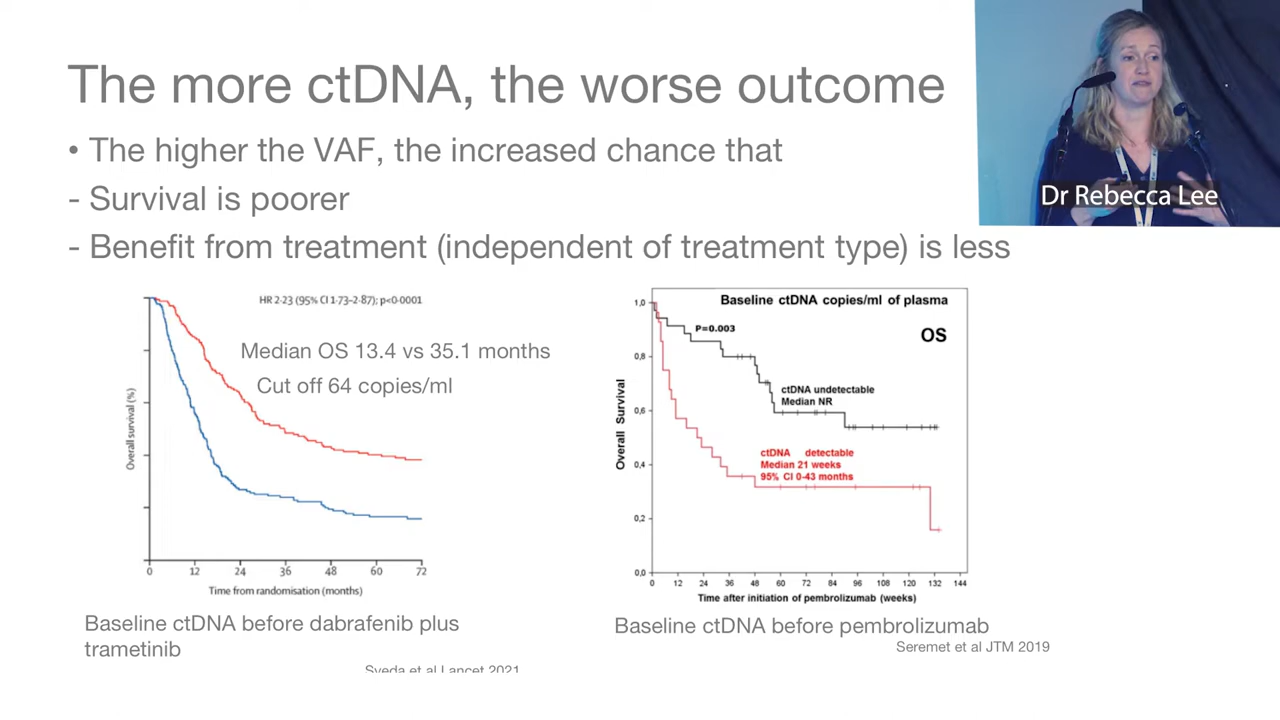 The more ctDNA, the worse outcome
Dr Rebecca Lee
• The higher the VAF, the increased chance that
- Survival is poorer
- Benefit from treatment (independent of treatment type) is less
HR 2·23 (95% CI 1·73–2·87); p<0·0001
Median OS 13.4 vs 35.1 months
Cut off 64 copies/ml
Overall survival (%)
0 12 24 36 48 60 72
Time from randomisation (months)
Baseline ctDNA before dabrafenib plus
trametinib
Syeda et al Lancet 2021
Baseline ctDNA copies/ml of plasma
P=0.003
OS
ctDNA undetectable
Median NR
ctDNA detectable
Median 21 weeks
95% CI 0-43 months
Overall Survival
1,0
0,8
0,6
0,4
0,2
0,0
0 12 24 36 48 60 72 84 96 108 120 132 144
Time after initiation of pembrolizumab (weeks)
Baseline ctDNA before pembrolizumab
Seremet et al JTM 2019